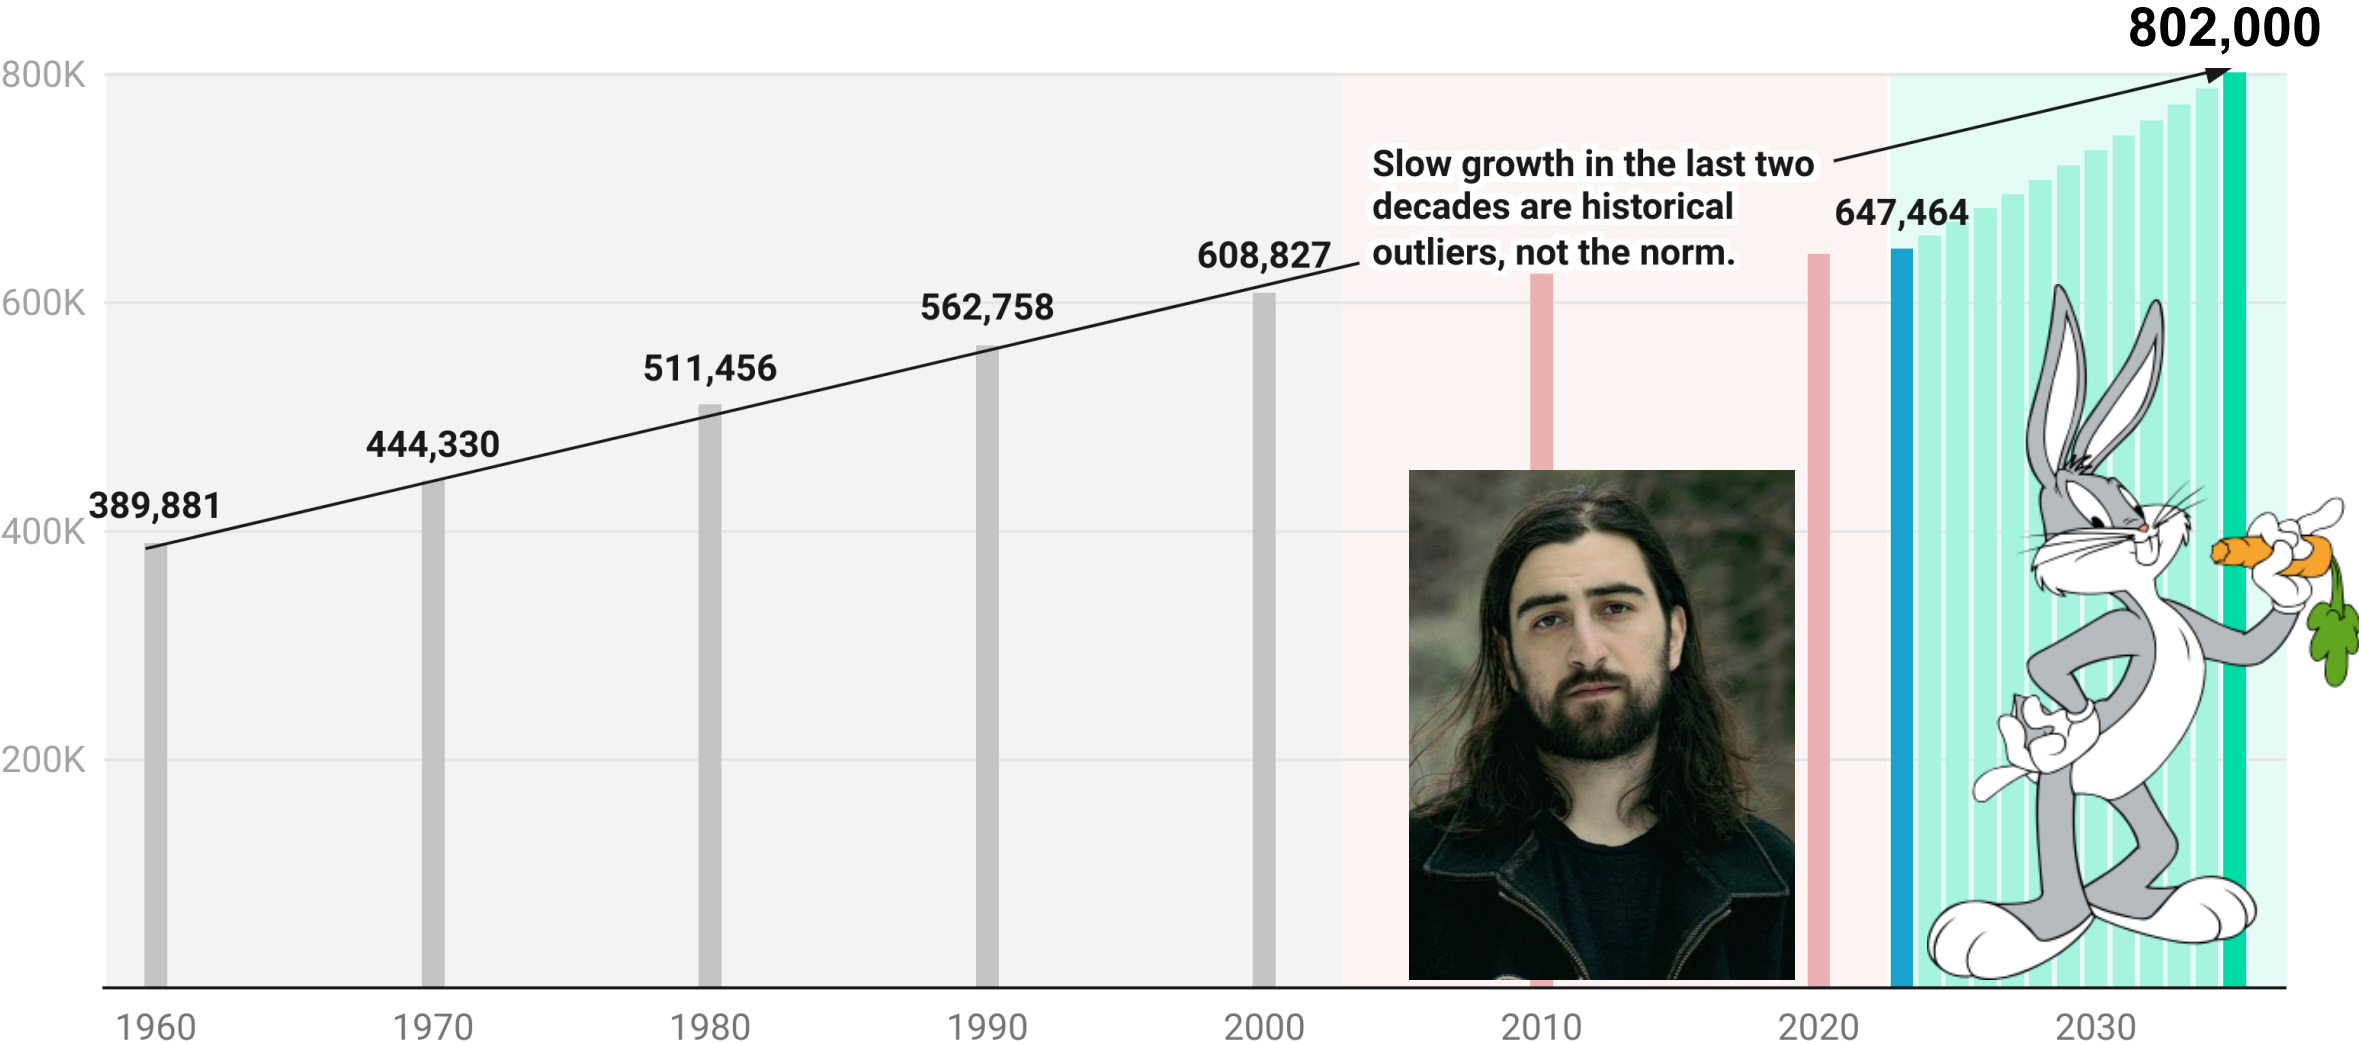 802,000
800K
Slow growth in the last two
decades are historical
outliers, not the norm.
647,464
608,827
600K
562,758
511,456
444,330
389,881
400K
200K
1960 1970 1980 1990 2000 2010 2020 2030